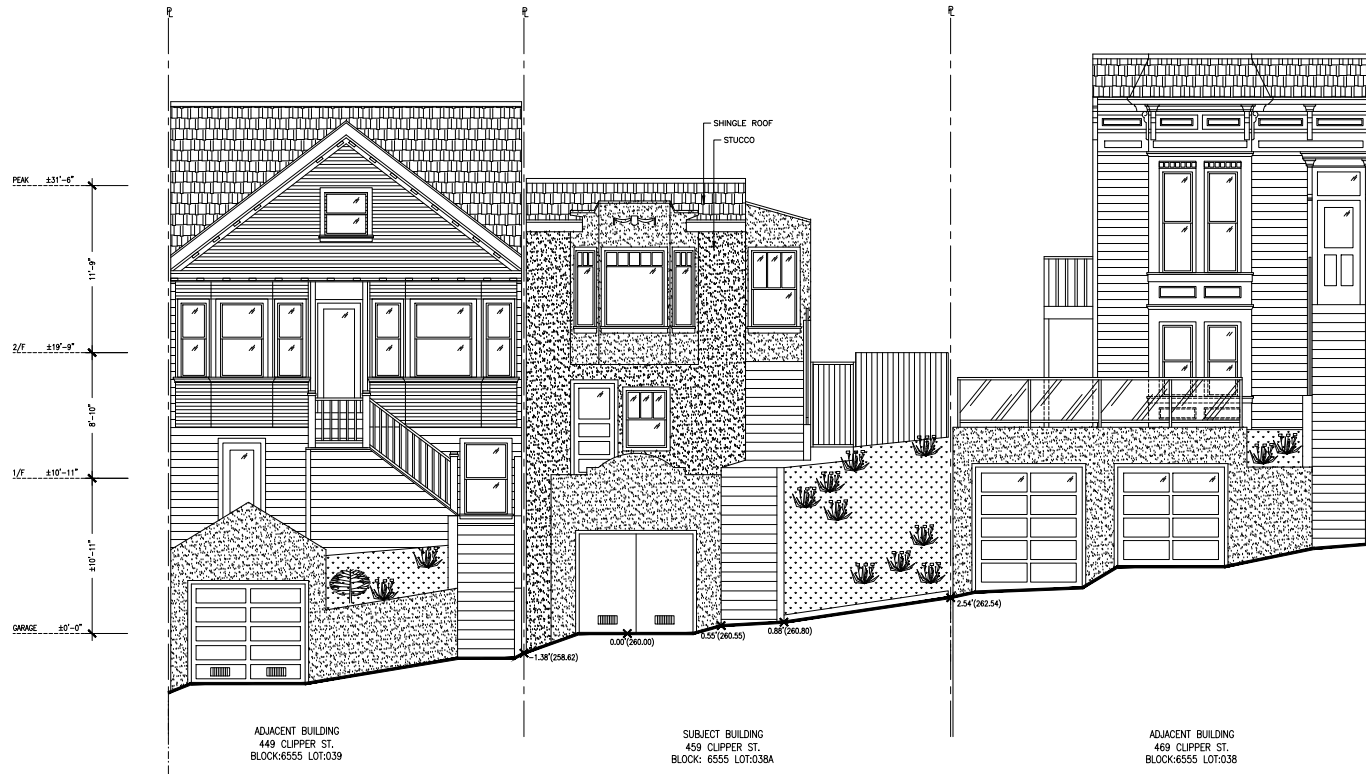 PL
PL
PL
SHINGLE ROOF
STUCCO
PEAK ±31'-6"
11'-9"
2/F ±19'-9"
8'-10"
1/F ±10'-11"
±10'-11"
GARAGE ±0'-0"
-1.38'(258.62)
0.00'(260.00)
0.55'(260.55)
0.88'(260.80)
2.54'(262.54)
ADJACENT BUILDING
449 CLIPPER ST.
BLOCK:6555 LOT:039
SUBJECT BUILDING
459 CLIPPER ST.
BLOCK: 6555 LOT:038A
ADJACENT BUILDING
469 CLIPPER ST.
BLOCK:6555 LOT:038